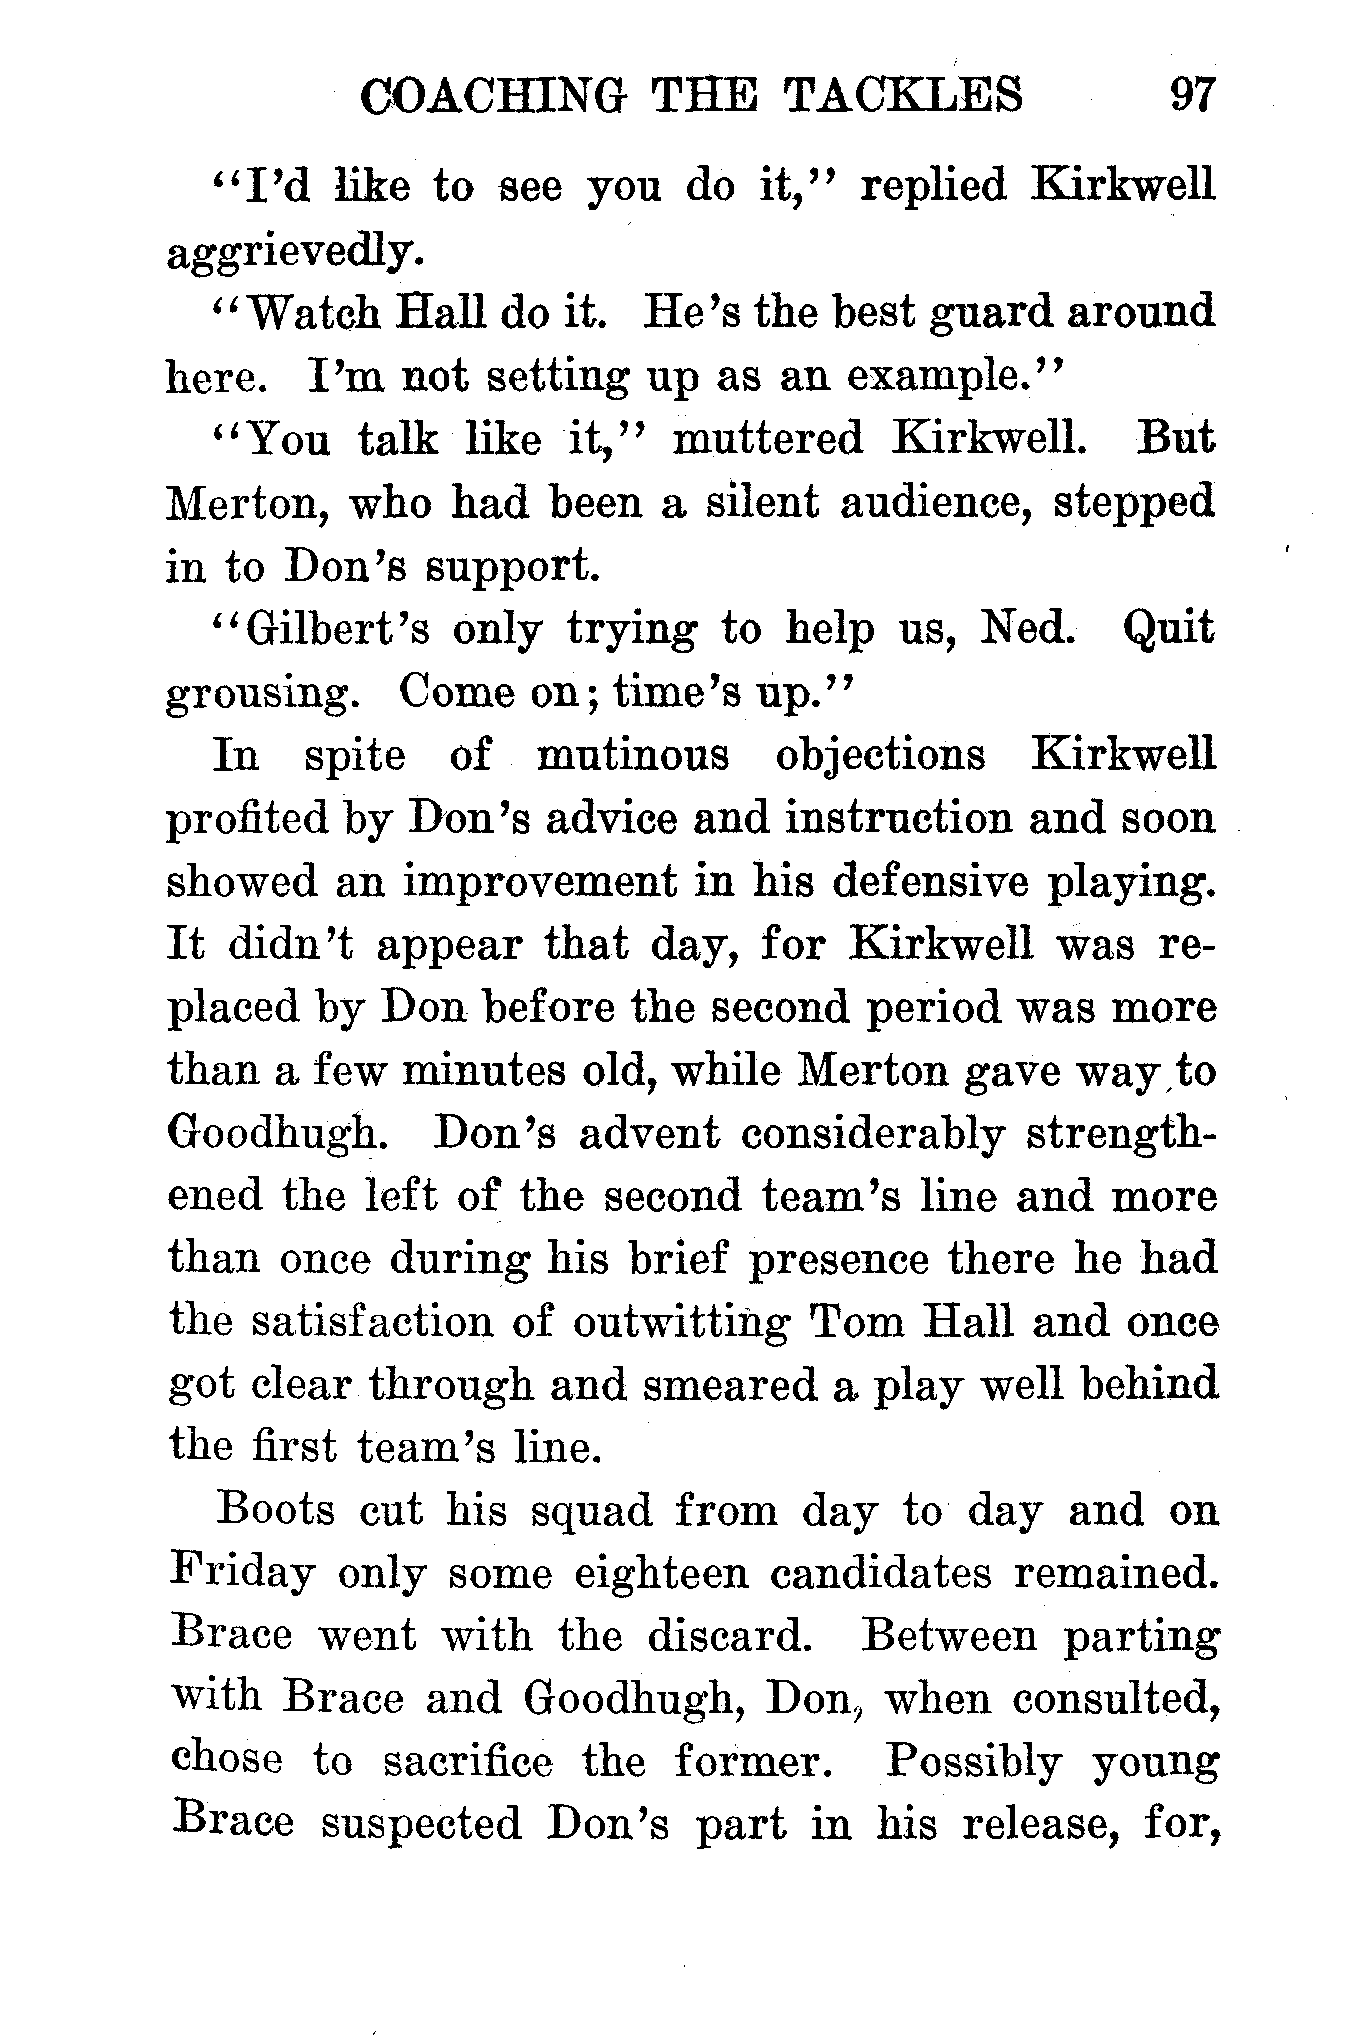 COACHING THE TACKLES 97
“I’d like to see you do it,” replied Kirkwell
aggrievedly.
“Watch Hall do it. He’s the best guard around
here. I’m not setting up as an example.”
“You talk like it,” muttered Kirkwell. But
Merton, who had been a silent audience, stepped
in to Don’s support.
“Gilbert’s only trying to help us, Ned. Quit
grousing. Come on; time’s up.”
In spite of mutinous objections Kirkwell
profited by Don’s advice and instruction and soon
showed an improvement in his defensive playing.
It didn’t appear that day, for Kirkwell was re-
placed by Don before the second period was more
than a few minutes old, while Merton gave way to
Goodhugh. Don’s advent considerably strength-
ened the left of the second team’s line and more
than once during his brief presence there he had
the satisfaction of outwitting Tom Hall and once
got clear through and smeared a play well behind
the first team’s line.
Boots cut his squad from day to day and on
Friday only some eighteen candidates remained.
Brace went with the discard. Between parting
with Brace and Goodhugh, Don, when consulted,
chose to sacrifice the former. Possibly young
Brace suspected Don’s part in his release, for,